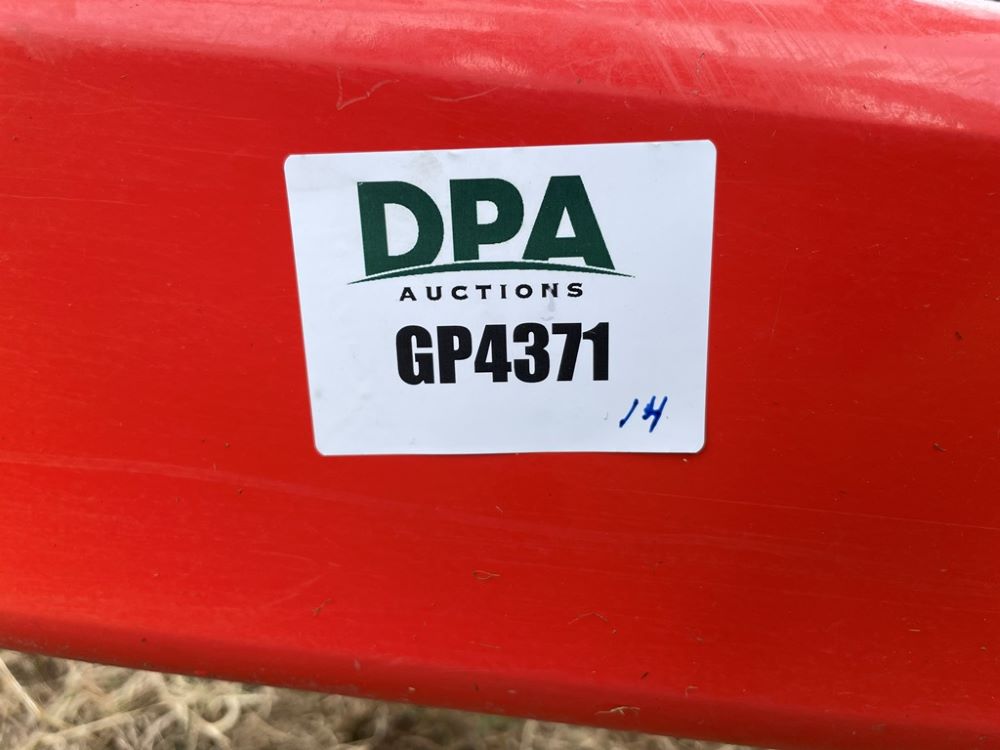 DPA
AUCTIONS
GP4371
14